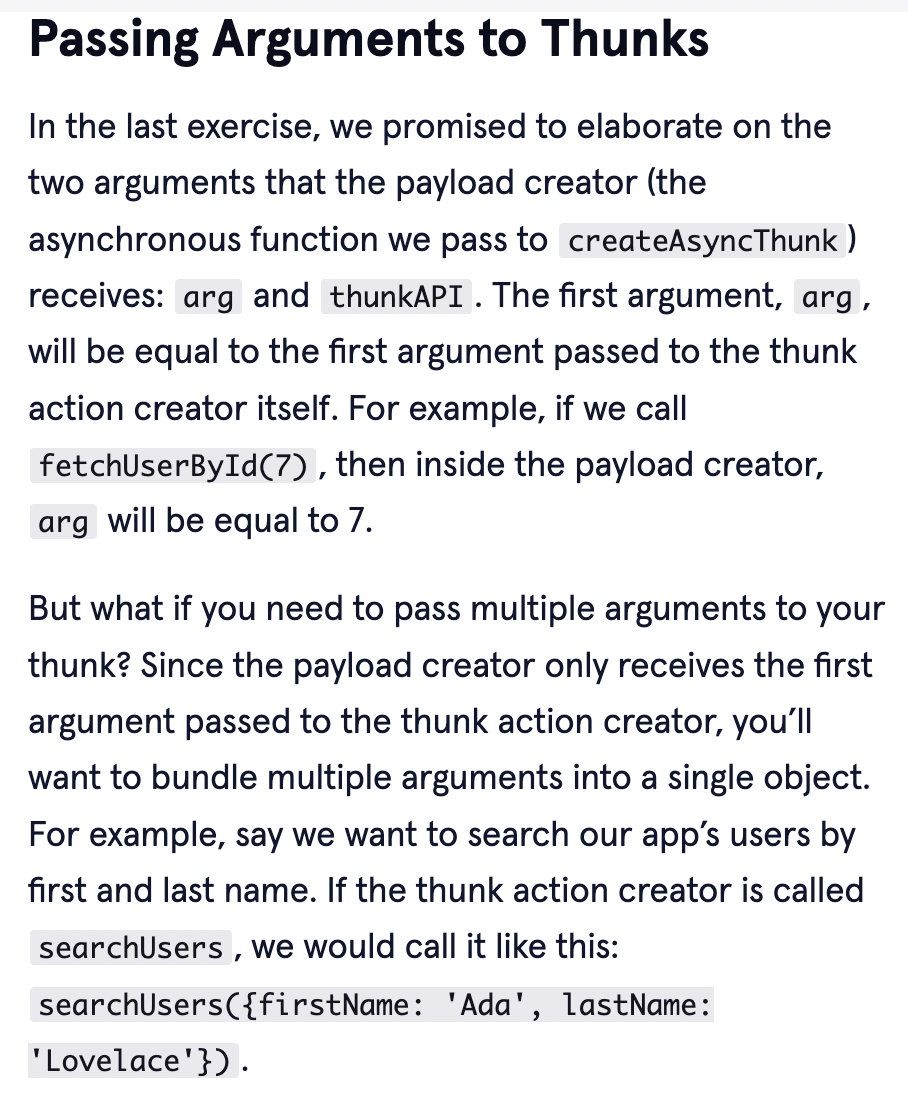 Passing Arguments to Thunks
In the last exercise, we promised to elaborate on the
two arguments that the payload creator (the
asynchronous function we pass to createAsyncThunk)
receives: arg and thunkAPI. The first argument, arg,
will be equal to the first argument passed to the thunk
action creator itself. For example, if we call
fetchUserById(7), then inside the payload creator,
arg will be equal to 7.
But what if you need to pass multiple arguments to your
thunk? Since the payload creator only receives the first
argument passed to the thunk action creator, you’ll
want to bundle multiple arguments into a single object.
For example, say we want to search our app’s users by
first and last name. If the thunk action creator is called
searchUsers, we would call it like this:
searchUsers({firstName: 'Ada', lastName:
'Lovelace'}).